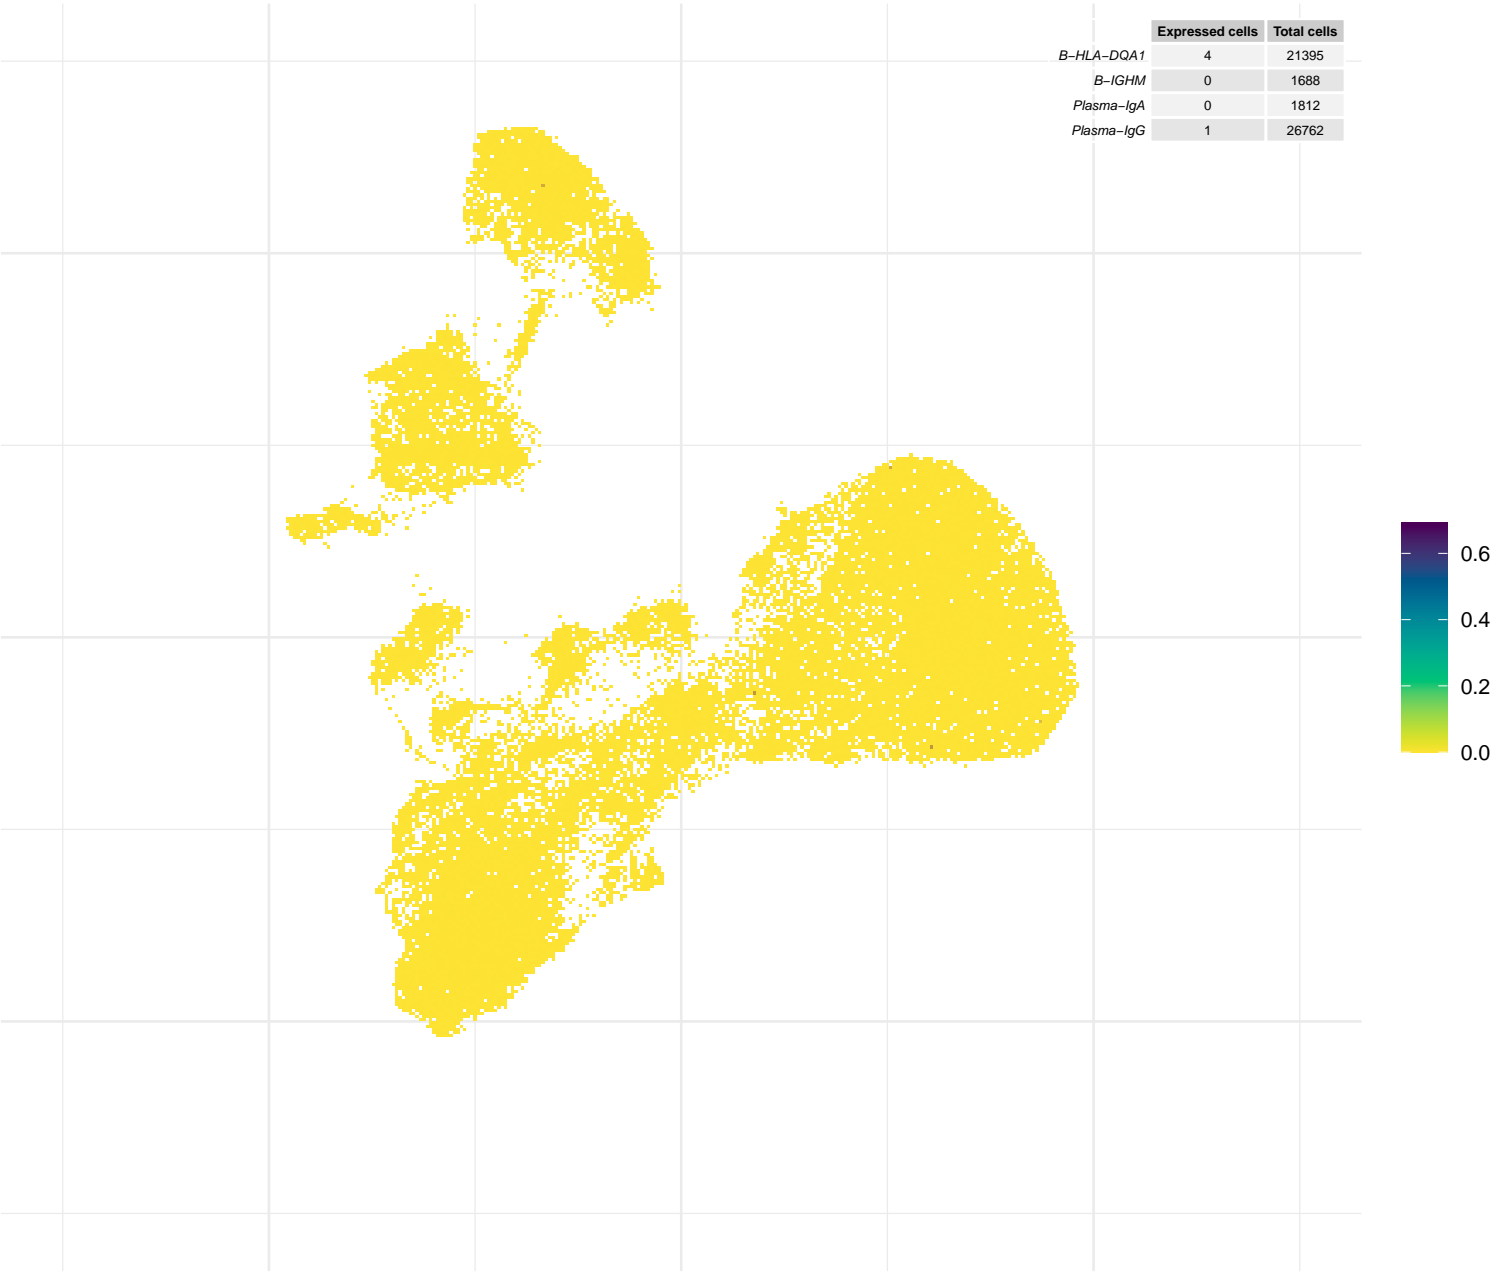 Expressed cells Total cells
B−HLA−DQA1 4 21395
B−IGHM 0 1688
Plasma−IgA 0 1812
Plasma−IgG 1 26762
0.6
0.4
0.2
0.0